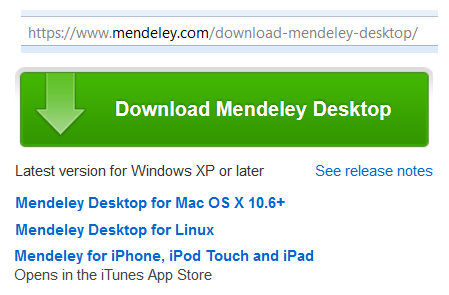 https://www.mendeley.com/download-mendeley-desktop/
Download Mendeley Desktop
Latest version for Windows XP or later See release notes
Mendeley Desktop for Mac OS X 10.6+
Mendeley Desktop for Linux
Mendeley for iPhone, iPod Touch and iPad
Opens in the iTunes App Store